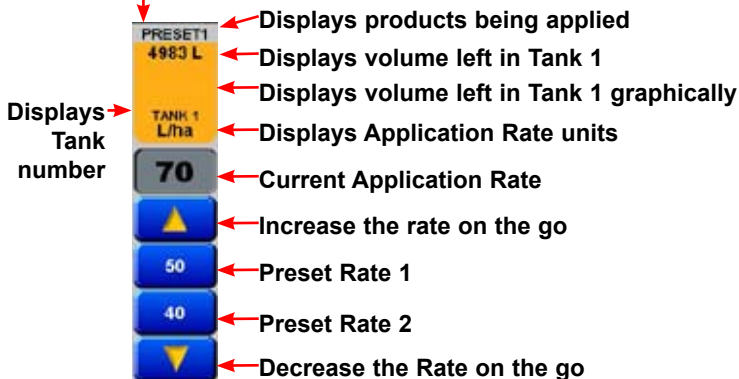 Displays products being applied
PRESET1
4983 L
Displays volume left in Tank 1
Displays volume left in Tank 1 graphically
Displays
Tank
number
TANK 1
L/ha
Displays Application Rate units
70
Current Application Rate
Increase the rate on the go
50
Preset Rate 1
40
Preset Rate 2
Decrease the Rate on the go